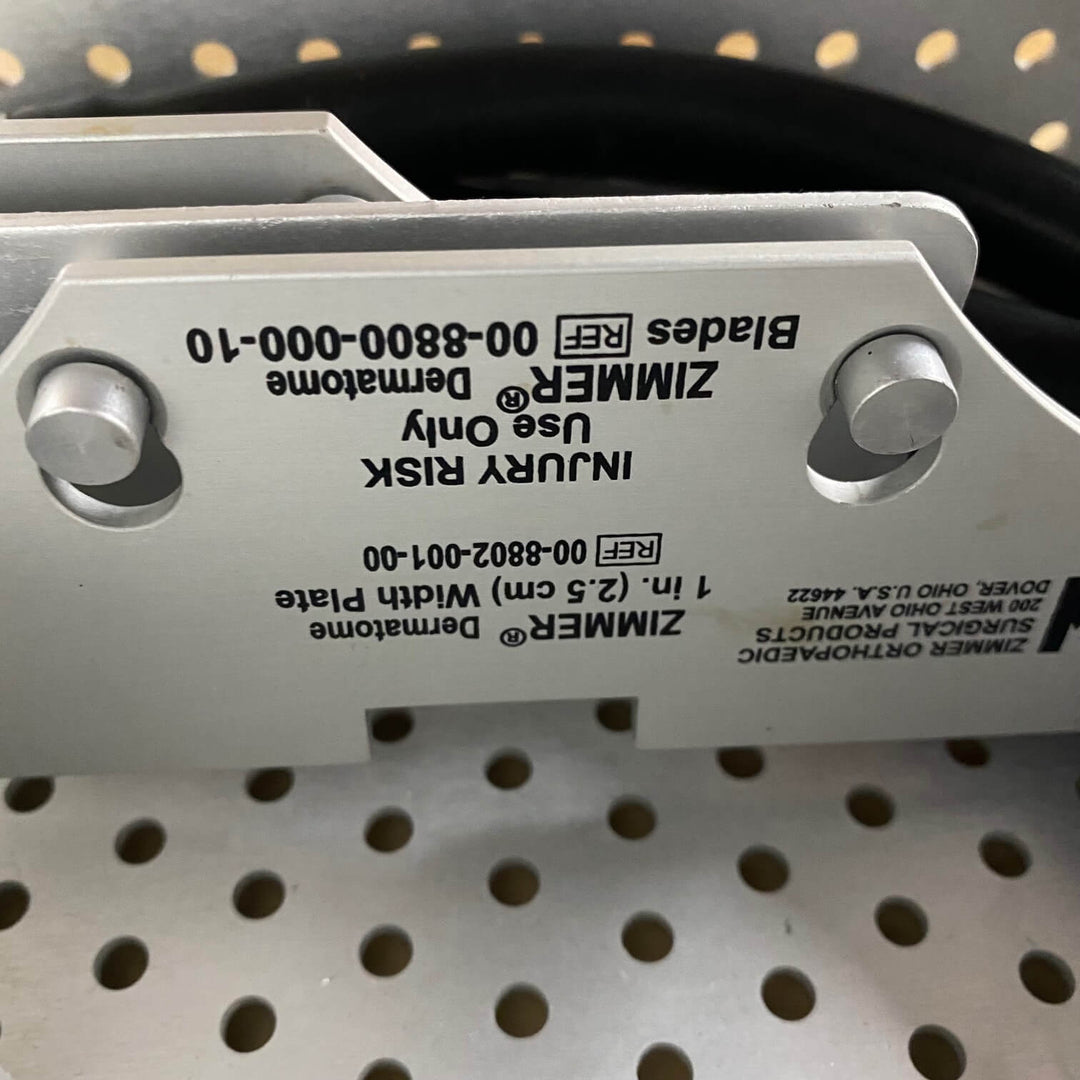 ZIMMER ORTHOPAEDIC
SURGICAL PRODUCTS
200 WEST OHIO AVENUE
DOVER, OHIO U.S.A. 44622
ZIMMER® Dermatome
1 in. (2.5 cm) Width Plate
REF 00-8802-001-00
INJURY RISK
Use Only
ZIMMER® Dermatome
Blades REF 00-8800-000-10